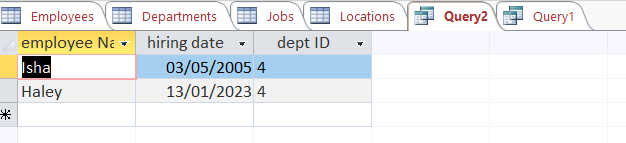 Employees Departments Jobs Locations Query2 Query1
employee Na hiring date dept ID
Isha 03/05/2005 4
Haley 13/01/2023 4